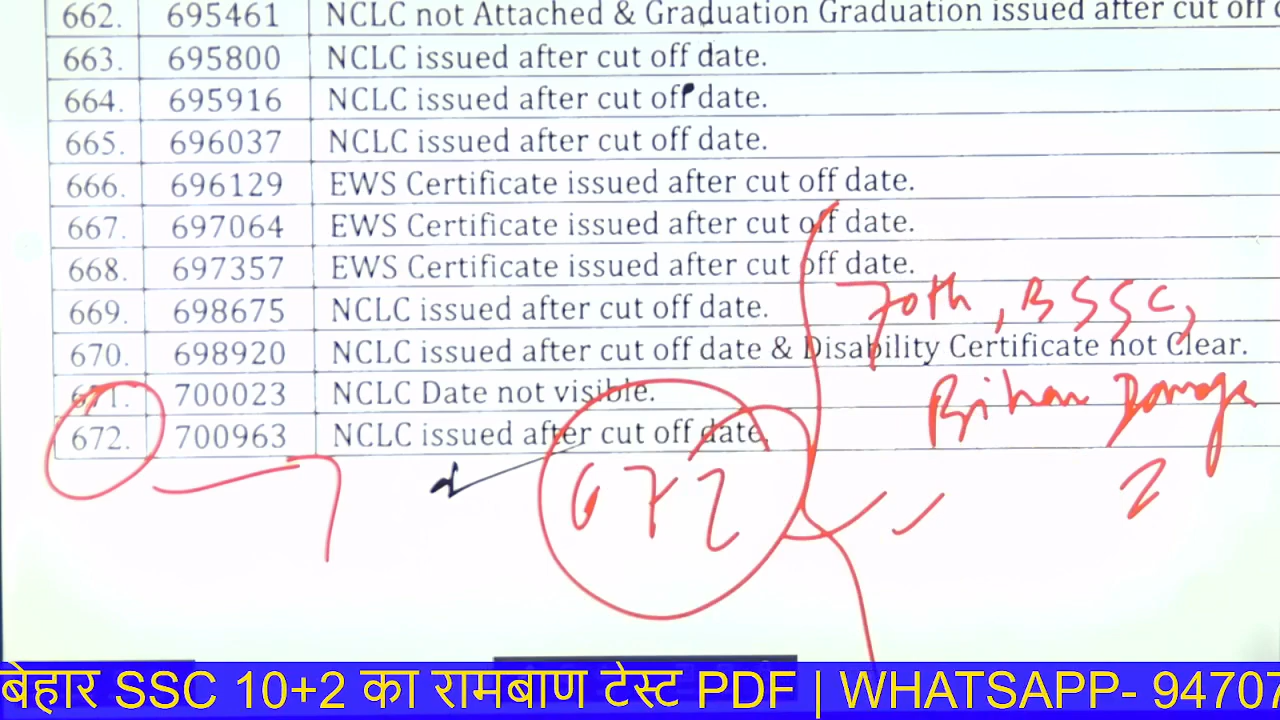 662. 695461 NCLC not Attached & Graduation Graduation issued after cut off
663. 695800 NCLC issued after cut off date.
664. 695916 NCLC issued after cut off date.
665. 696037 NCLC issued after cut off date.
666. 696129 EWS Certificate issued after cut off date.
667. 697064 EWS Certificate issued after cut off date.
668. 697357 EWS Certificate issued after cut off date.
669. 698675 NCLC issued after cut off date.
70th, BSSC,
670. 698920 NCLC issued after cut off date & Disability Certificate not Clear.
671. 700023 NCLC Date not visible.
Bihar
672. 700963 NCLC issued after cut off date.
672
2
बेहार SSC 10+2 का रामबाण टेस्ट PDF | WHATSAPP- 94707